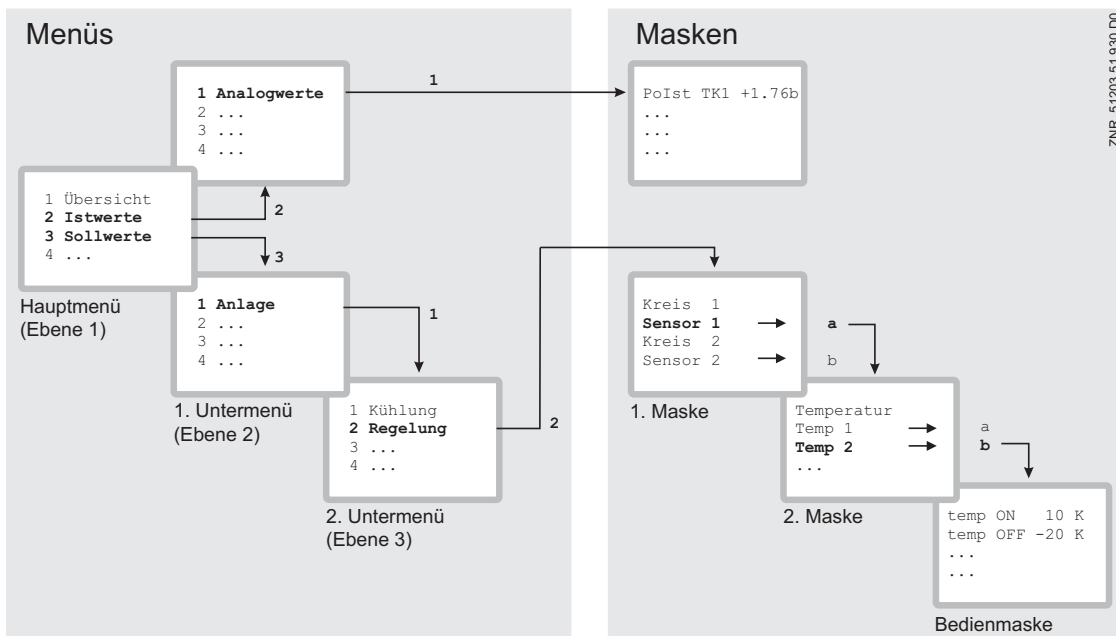 Menüs
1 Analogwerte
2 ...
3 ...
4 ...
1
1 Übersicht
2 Istwerte
3 Sollwerte
4 ...
2
3
Hauptmenü
(Ebene 1)
1 Anlage
2 ...
3 ...
4 ...
1
1. Untermenü
(Ebene 2)
1 Kühlung
2 Regelung
3 ...
4 ...
2
2. Untermenü
(Ebene 3)
Masken
PoIst TK1 +1.76b
...
...
...
Kreis 1
Sensor 1 → a
Kreis 2
Sensor 2 → b
1. Maske
Temperatur
Temp 1 → a
Temp 2 → b
...
2. Maske
temp ON 10 K
temp OFF -20 K
...
...
Bedienmaske
ZNR. 51203 51.930 D0